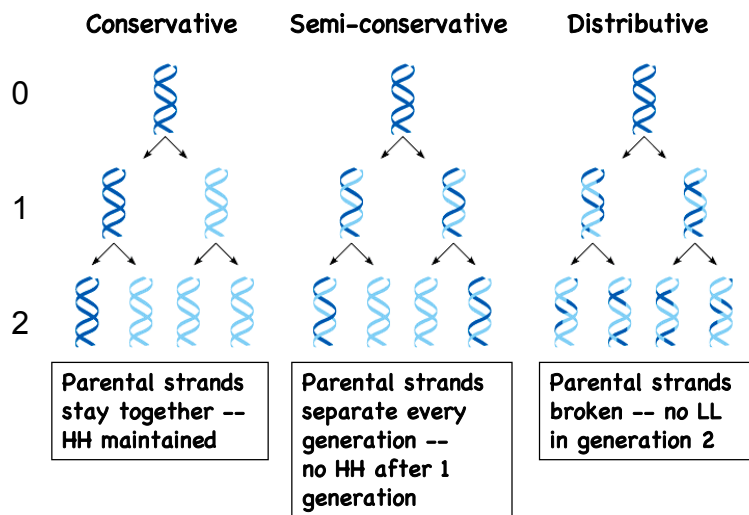 Conservative
Semi-conservative
Distributive
0
1
2
Parental strands
stay together --
HH maintained
Parental strands
separate every
generation --
no HH after 1
generation
Parental strands
broken -- no LL
in generation 2